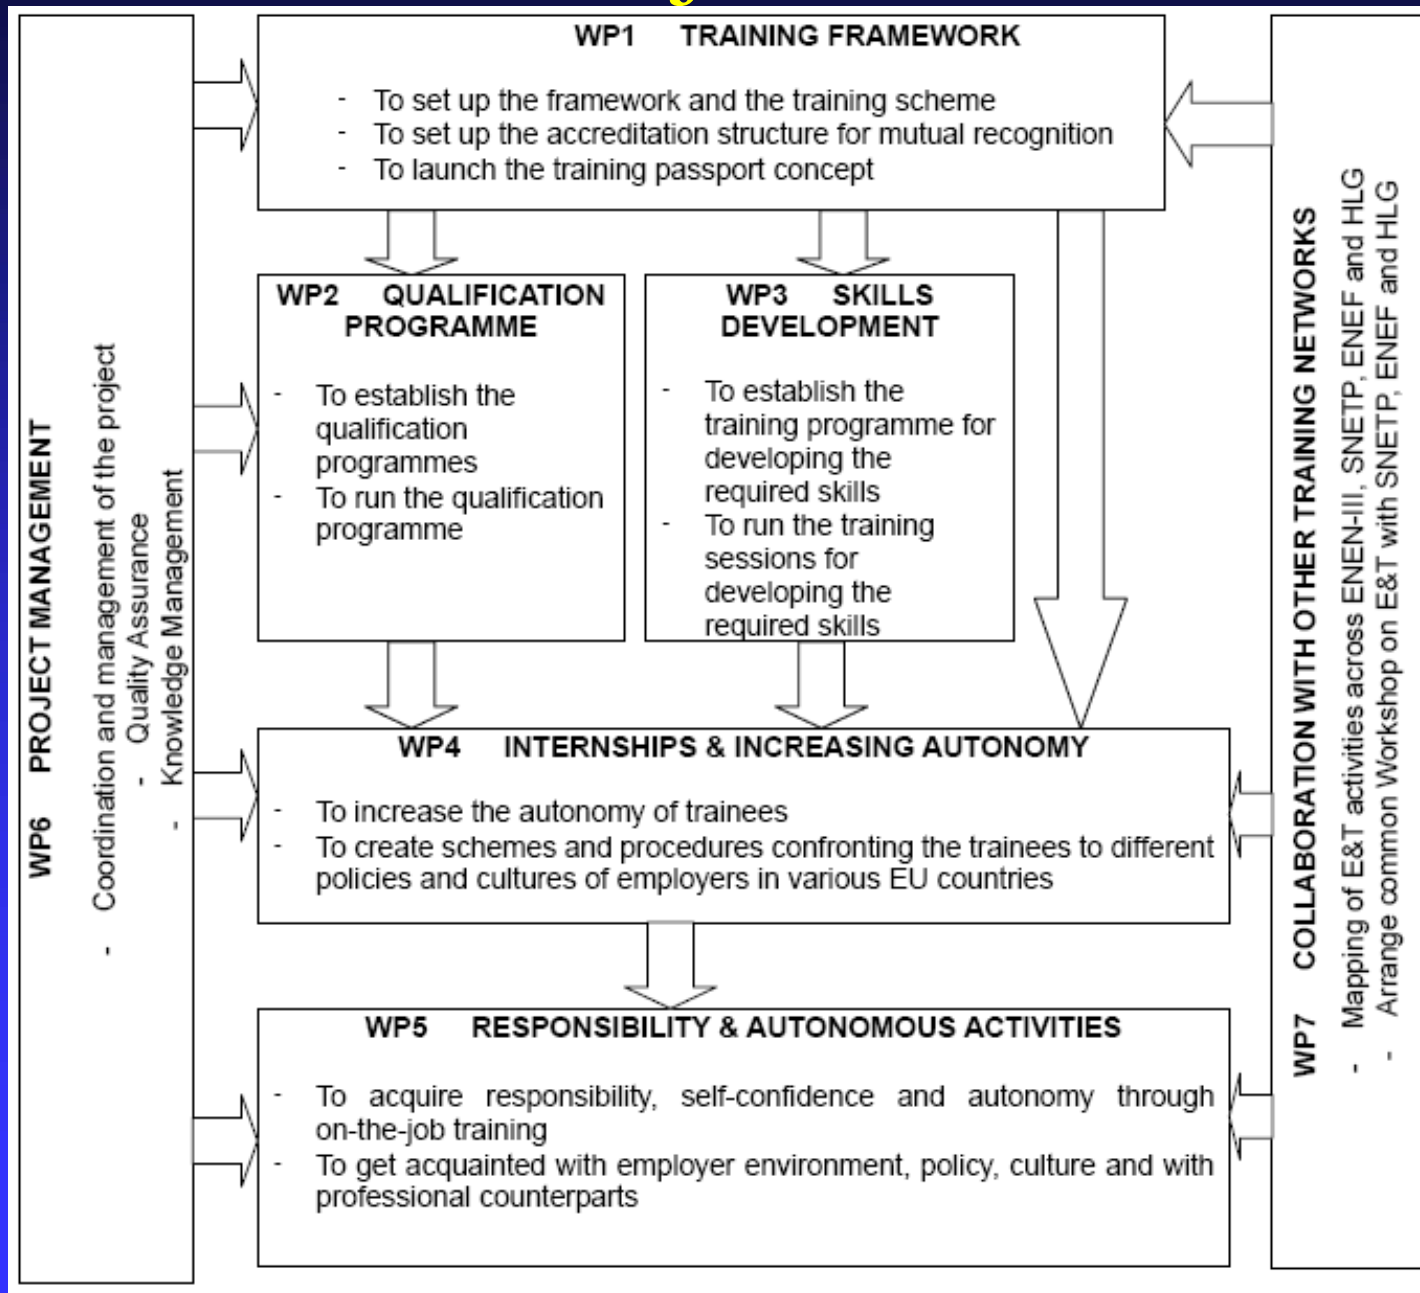 WP1 TRAINING FRAMEWORK
- To set up the framework and the training scheme
- To set up the accreditation structure for mutual recognition
- To launch the training passport concept
WP2 QUALIFICATION
PROGRAMME
- To establish the
qualification
programmes
- To run the qualification
programme
WP3 SKILLS
DEVELOPMENT
- To establish the
training programme for
developing the
required skills
- To run the training
sessions for
developing the
required skills
WP4 INTERNSHIPS & INCREASING AUTONOMY
- To increase the autonomy of trainees
- To create schemes and procedures confronting the trainees to different
policies and cultures of employers in various EU countries
WP5 RESPONSIBILITY & AUTONOMOUS ACTIVITIES
- To acquire responsibility, self-confidence and autonomy through
on-the-job training
- To get acquainted with employer environment, policy, culture and with
professional counterparts
WP6 PROJECT MANAGEMENT
- Coordination and management of the project
- Quality Assurance
- Knowledge Management
WP7 COLLABORATION WITH OTHER TRAINING NETWORKS
- Mapping of E&T activities across ENEN-III, SNETP, ENEF and HLG
- Arrange common Workshop on E&T with SNETP, ENEF and HLG